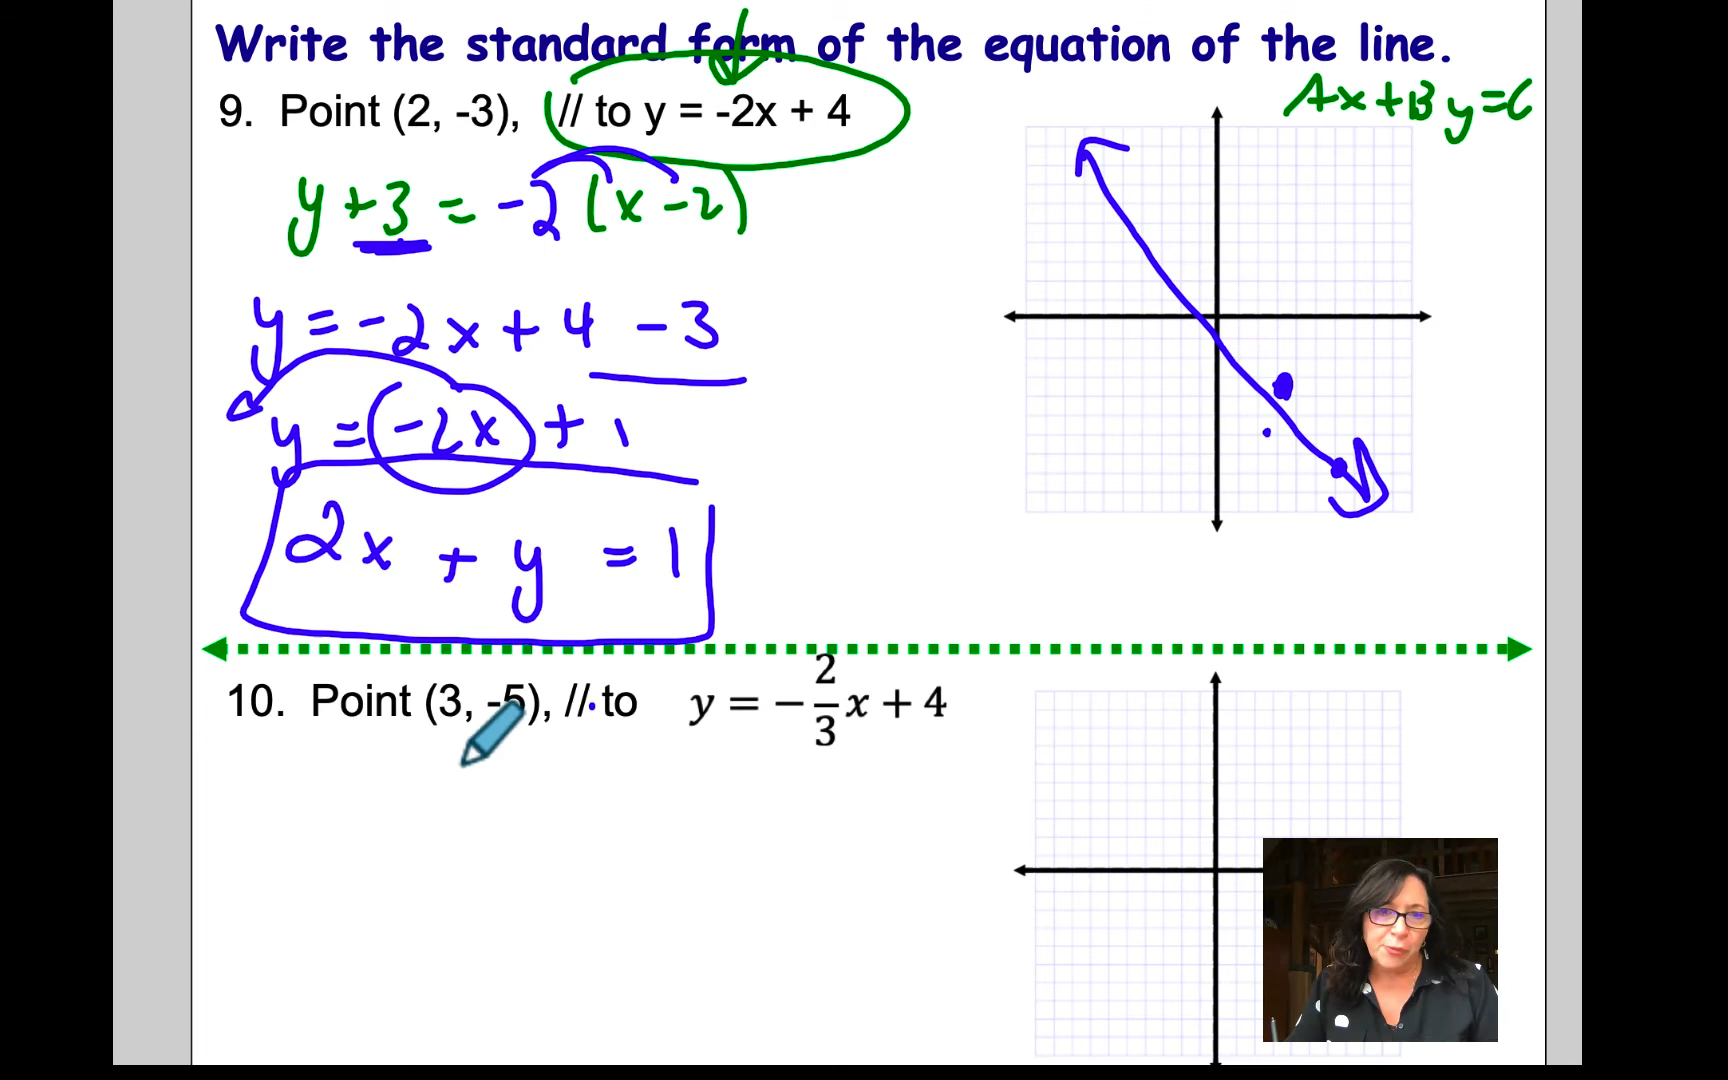 Write the standard form of the equation of the line.
Ax+By=C
9. Point (2, -3), // to y = -2x + 4
y+3 = -2(x-2)
y=-2x+4-3
y=-2x+1
2x+y=1
10. Point (3, -5), // to y = -2/3x + 4